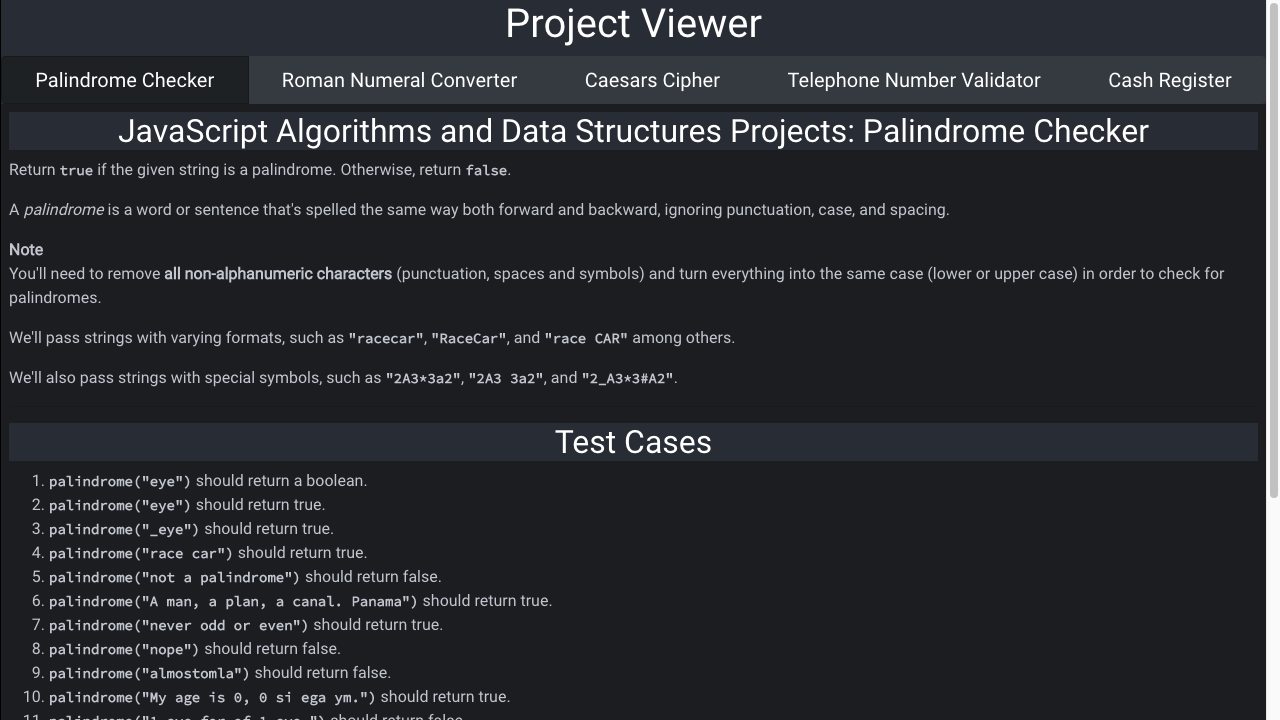 Project Viewer
Palindrome Checker Roman Numeral Converter Caesars Cipher Telephone Number Validator Cash Register
JavaScript Algorithms and Data Structures Projects: Palindrome Checker
Return true if the given string is a palindrome. Otherwise, return false.
A palindrome is a word or sentence that's spelled the same way both forward and backward, ignoring punctuation, case, and spacing.
Note
You'll need to remove all non-alphanumeric characters (punctuation, spaces and symbols) and turn everything into the same case (lower or upper case) in order to check for
palindromes.
We'll pass strings with varying formats, such as "racecar", "RaceCar", and "race CAR" among others.
We'll also pass strings with special symbols, such as "2A3*3a2", "2A3 3a2", and "2_A3*3#A2".
Test Cases
1. palindrome("eye") should return a boolean.
2. palindrome("eye") should return true.
3. palindrome("_eye") should return true.
4. palindrome("race car") should return true.
5. palindrome("not a palindrome") should return false.
6. palindrome("A man, a plan, a canal. Panama") should return true.
7. palindrome("never odd or even") should return true.
8. palindrome("nope") should return false.
9. palindrome("almostomla") should return false.
10. palindrome("My age is 0, 0 si ega ym.") should return true.
11. palindrome("1 eye for of 1 eye.") should return false.